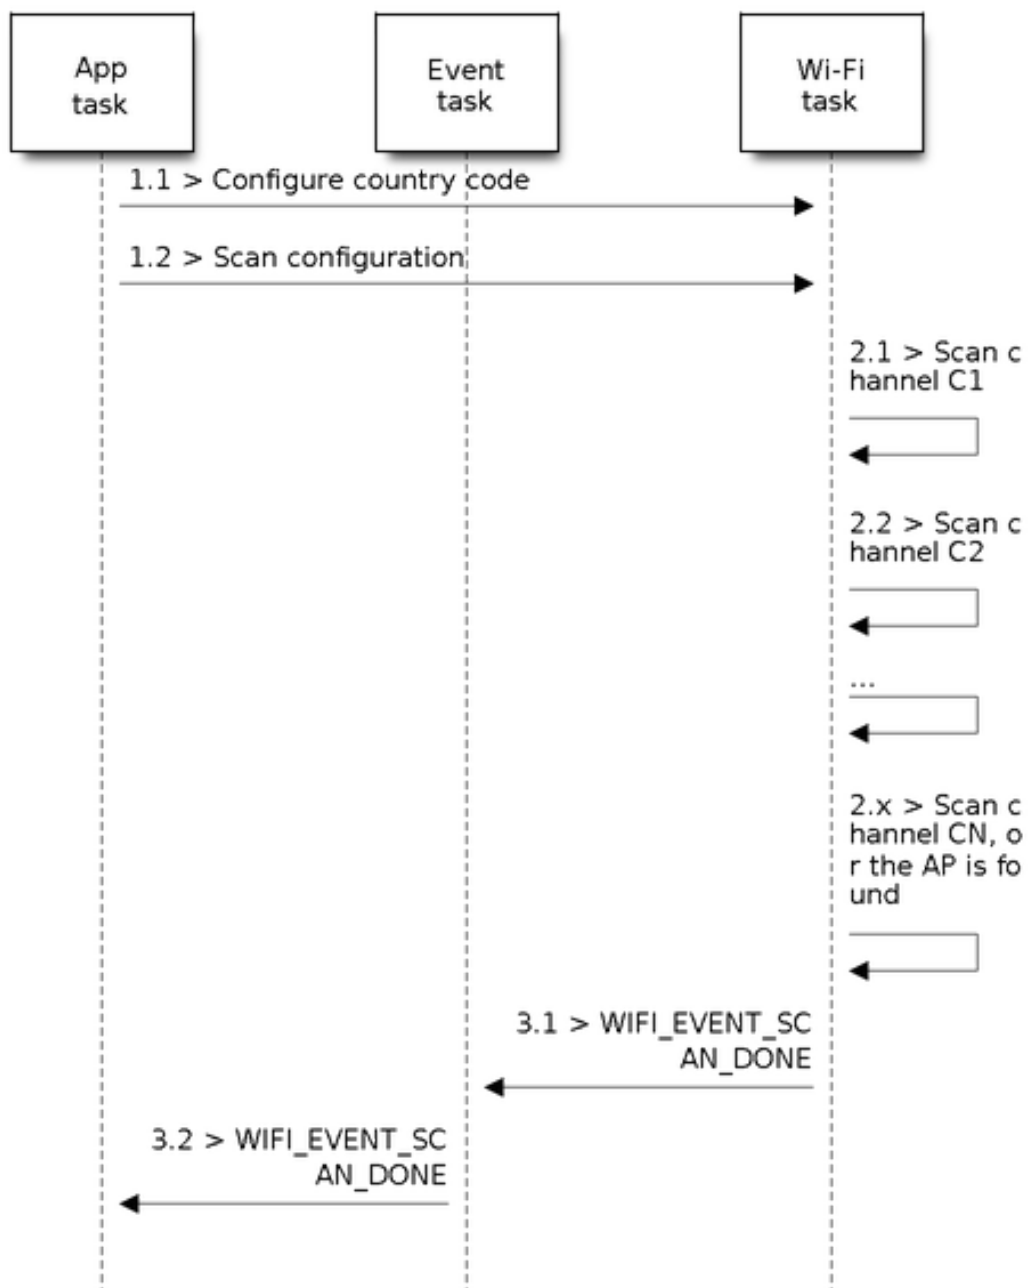 App
task
Event
task
Wi-Fi
task
1.1 > Configure country code
1.2 > Scan configuration
2.1 > Scan c
hannel C1
2.2 > Scan c
hannel C2
...
2.x > Scan c
hannel CN, o
r the AP is fo
und
3.1 > WIFI_EVENT_SC
AN_DONE
3.2 > WIFI_EVENT_SC
AN_DONE